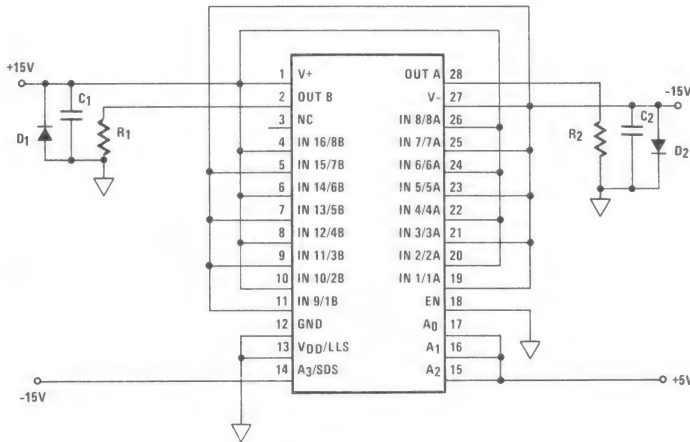 +15V
C1
D1
R1
1 V+
2 OUT B
3 NC
4 IN 16/8B
5 IN 15/7B
6 IN 14/6B
7 IN 13/5B
8 IN 12/4B
9 IN 11/3B
10 IN 10/2B
11 IN 9/1B
12 GND
13 VDD/LLS
14 A3/SDS
-15V
OUT A 28
V- 27
IN 8/8A 26
IN 7/7A 25
IN 6/6A 24
IN 5/5A 23
IN 4/4A 22
IN 3/3A 21
IN 2/2A 20
IN 1/1A 19
EN 18
A0 17
A1 16
A2 15
-15V
C2
R2
D2
+5V